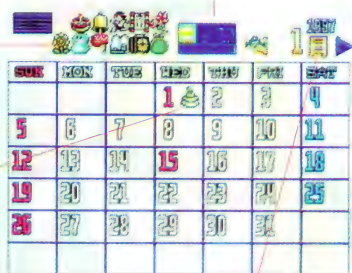 1997
1月
SUN MON TUE WED THU FRI SAT
1 2 3 4
5 6 7 8 9 10 11
12 13 14 15 16 17 18
19 20 21 22 23 24 25
26 27 28 29 30 31